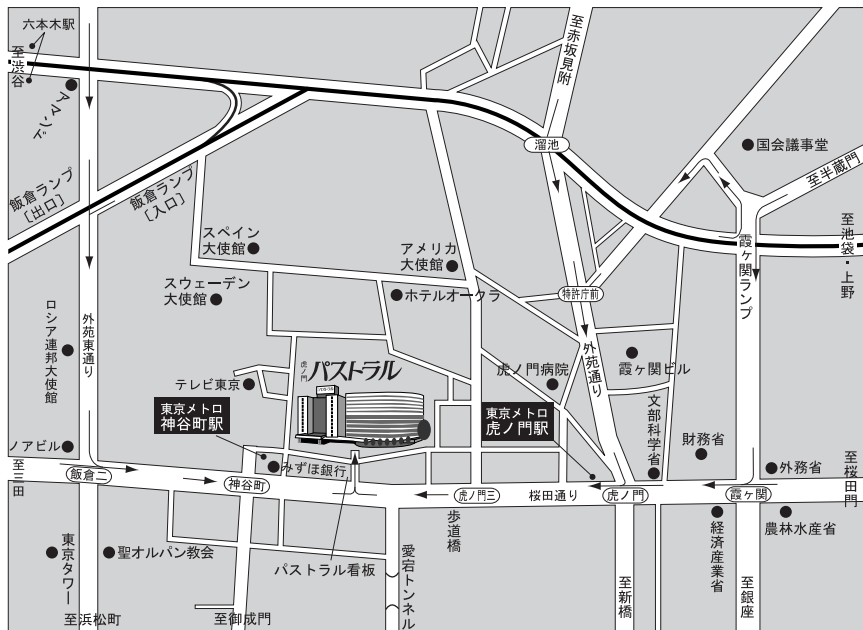 六本木駅
至渋谷
アマンド
至赤坂見附
溜池
国会議事堂
至半蔵門
飯倉ランプ
[出口]
飯倉ランプ
[入口]
スペイン
大使館
アメリカ
大使館
霞ヶ関ランプ
至池袋・上野
スウェーデン
大使館
ホテルオークラ
特許庁前
ロシア連邦大使館
外苑東通り
外苑通り
虎ノ門
パストラル
虎ノ門病院
霞ヶ関ビル
テレビ東京
東京メトロ
神谷町駅
東京メトロ
虎ノ門駅
文部科学省
財務省
ノアビル
みずほ銀行
外務省
至三田
飯倉二
神谷町
虎ノ門三
桜田通り
虎ノ門
霞ヶ関
至桜田門
歩道橋
経済産業省
農林水産省
東京タワー
聖オルパン教会
パストラル看板
愛宕トンネル
至新橋
至銀座
至浜松町
至御成門